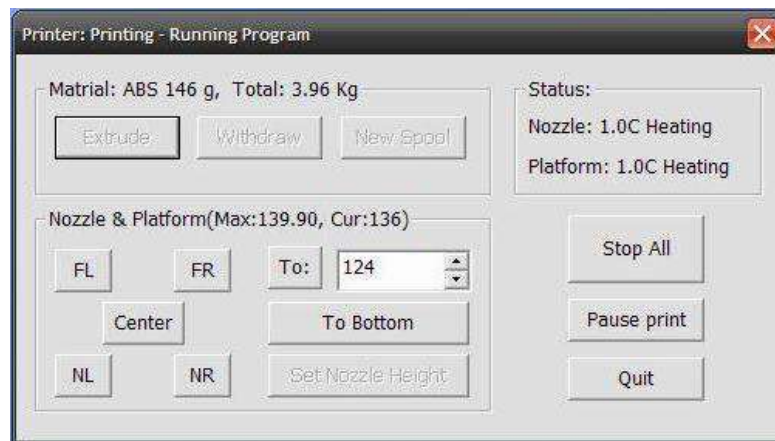 Printer: Printing - Running Program
Matrial: ABS 146 g, Total: 3.96 Kg
Extrude
Withdraw
New Spool
Status:
Nozzle: 1.0C Heating
Platform: 1.0C Heating
Nozzle & Platform(Max:139.90, Cur:136)
FL
FR
To:
124
Center
To Bottom
NL
NR
Set Nozzle Height
Stop All
Pause print
Quit